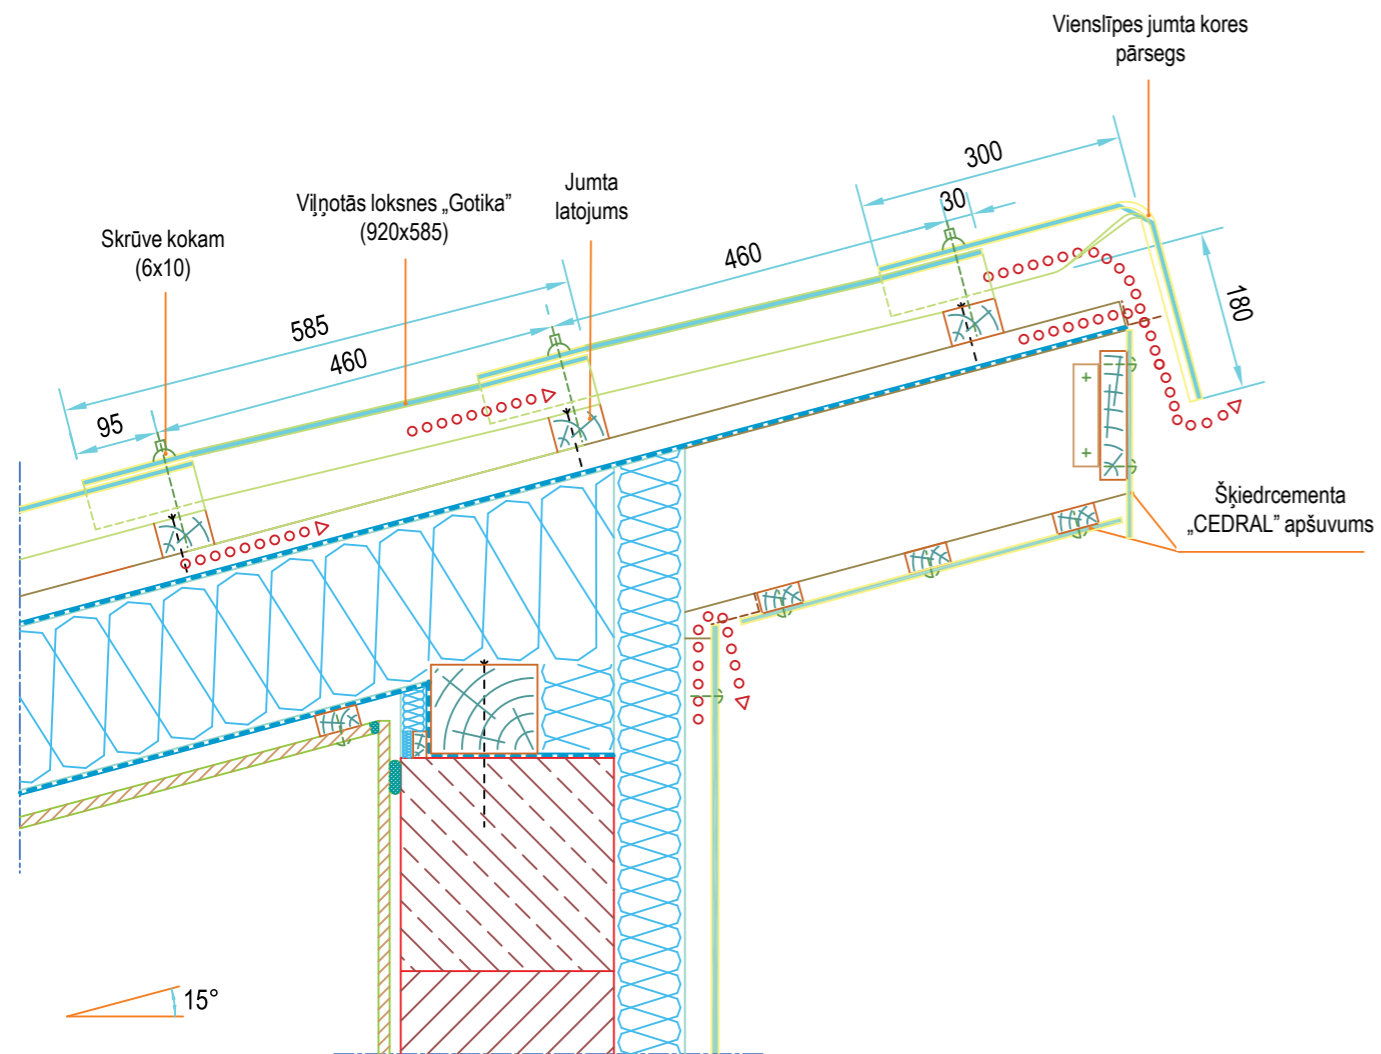 Vienslīpes jumta kores
pārsegs
300
30
Jumta
latojums
Viļņotās loksnes „Gotika”
(920x585)
Skrūve kokam
(6x10)
460
585
460
180
95
Šķiedrcementa
„CEDRAL” apšuvums
15°